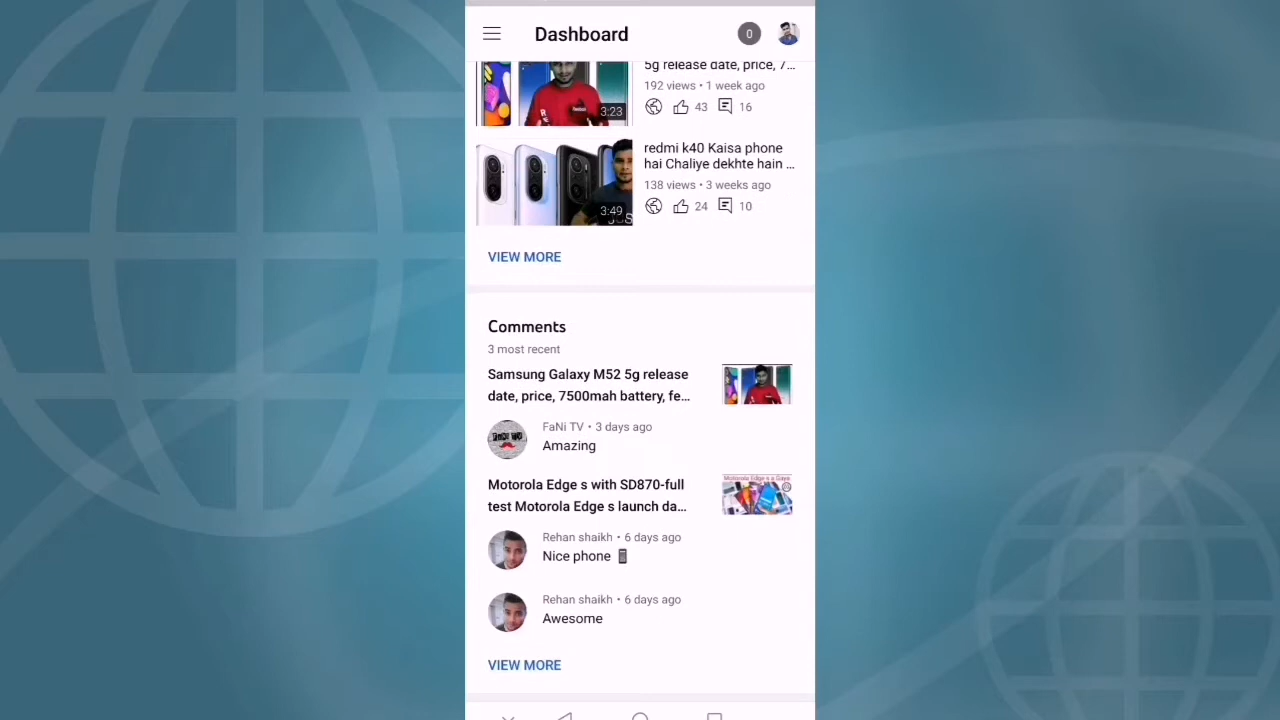 Dashboard
0
5g release date, price, 7...
192 views • 1 week ago
3:23
43
16
redmi k40 Kaisa phone
hai Chaliye dekhte hain ...
138 views • 3 weeks ago
3:49
24
10
VIEW MORE
Comments
3 most recent
Samsung Galaxy M52 5g release
date, price, 7500mah battery, fe...
FaNi TV • 3 days ago
Amazing
Motorola Edge s with SD870-full
test Motorola Edge s launch da...
Motorola Edge s
Rehan shaikh • 6 days ago
Nice phone
Rehan shaikh • 6 days ago
Awesome
VIEW MORE